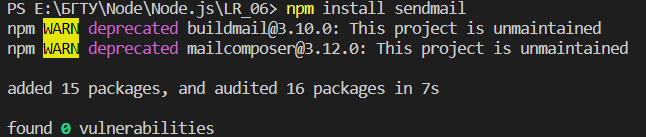 PS E:\БГТУ\Node\Node.js\LR_06> npm install sendmail
npm WARN deprecated buildmail@3.10.0: This project is unmaintained
npm WARN deprecated mailcomposer@3.12.0: This project is unmaintained
added 15 packages, and audited 16 packages in 7s
found 0 vulnerabilities